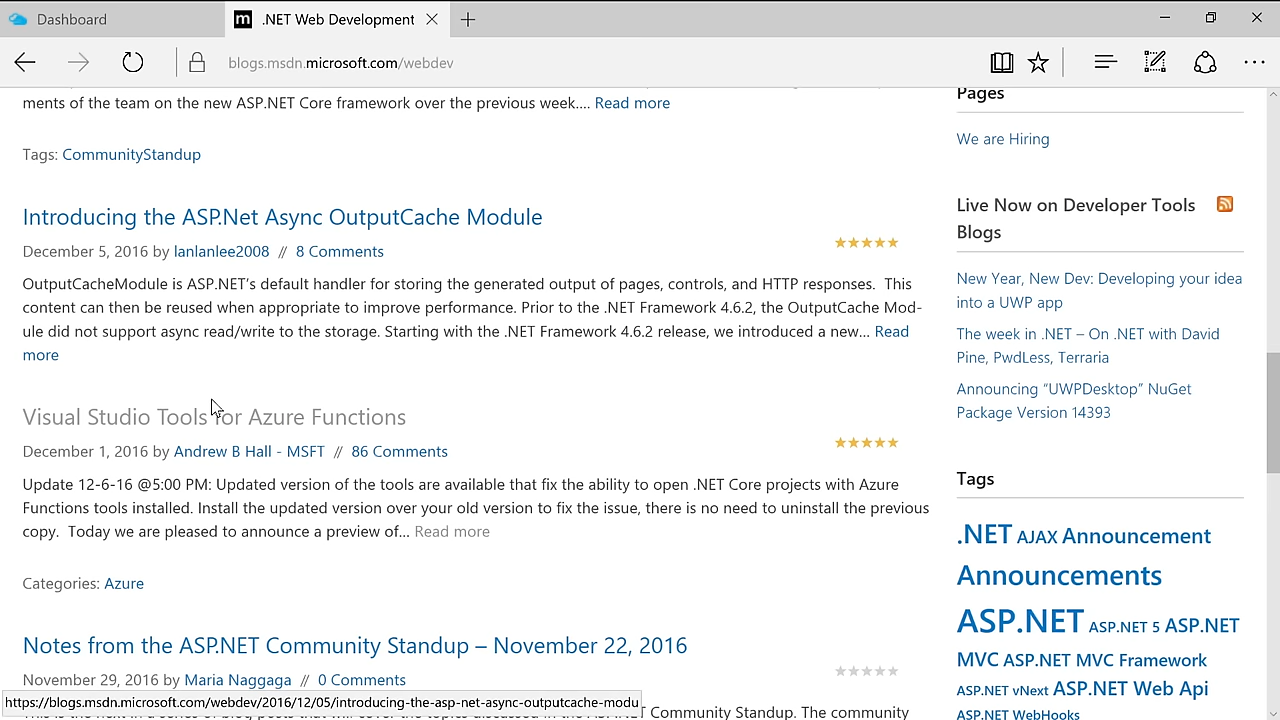 Dashboard
.NET Web Development
blogs.msdn.microsoft.com/webdev
ments of the team on the new ASP.NET Core framework over the previous week.... Read more
Tags: CommunityStandup
Introducing the ASP.Net Async OutputCache Module
December 5, 2016 by lanlanlee2008 // 8 Comments
OutputCacheModule is ASP.NET's default handler for storing the generated output of pages, controls, and HTTP responses. This
content can then be reused when appropriate to improve performance. Prior to the .NET Framework 4.6.2, the OutputCache Mod-
ule did not support async read/write to the storage. Starting with the .NET Framework 4.6.2 release, we introduced a new... Read
more
Visual Studio Tools for Azure Functions
December 1, 2016 by Andrew B Hall - MSFT // 86 Comments
Update 12-6-16 @5:00 PM: Updated version of the tools are available that fix the ability to open .NET Core projects with Azure
Functions tools installed. Install the updated version over your old version to fix the issue, there is no need to uninstall the previous
copy. Today we are pleased to announce a preview of... Read more
Categories: Azure
Notes from the ASP.NET Community Standup – November 22, 2016
November 29, 2016 by Maria Naggaga // 0 Comments
https://blogs.msdn.microsoft.com/webdev/2016/12/05/introducing-the-asp-net-async-outputcache-modu
Community Standup. The community
Pages
We are Hiring
Live Now on Developer Tools
Blogs
New Year, New Dev: Developing your idea
into a UWP app
The week in .NET – On .NET with David
Pine, PwdLess, Terraria
Announcing “UWPDesktop” NuGet
Package Version 14393
Tags
.NET AJAX Announcement
Announcements
ASP.NET ASP.NET 5 ASP.NET
MVC ASP.NET MVC Framework
ASP.NET vNext ASP.NET Web Api
ASP.NET WebHooks